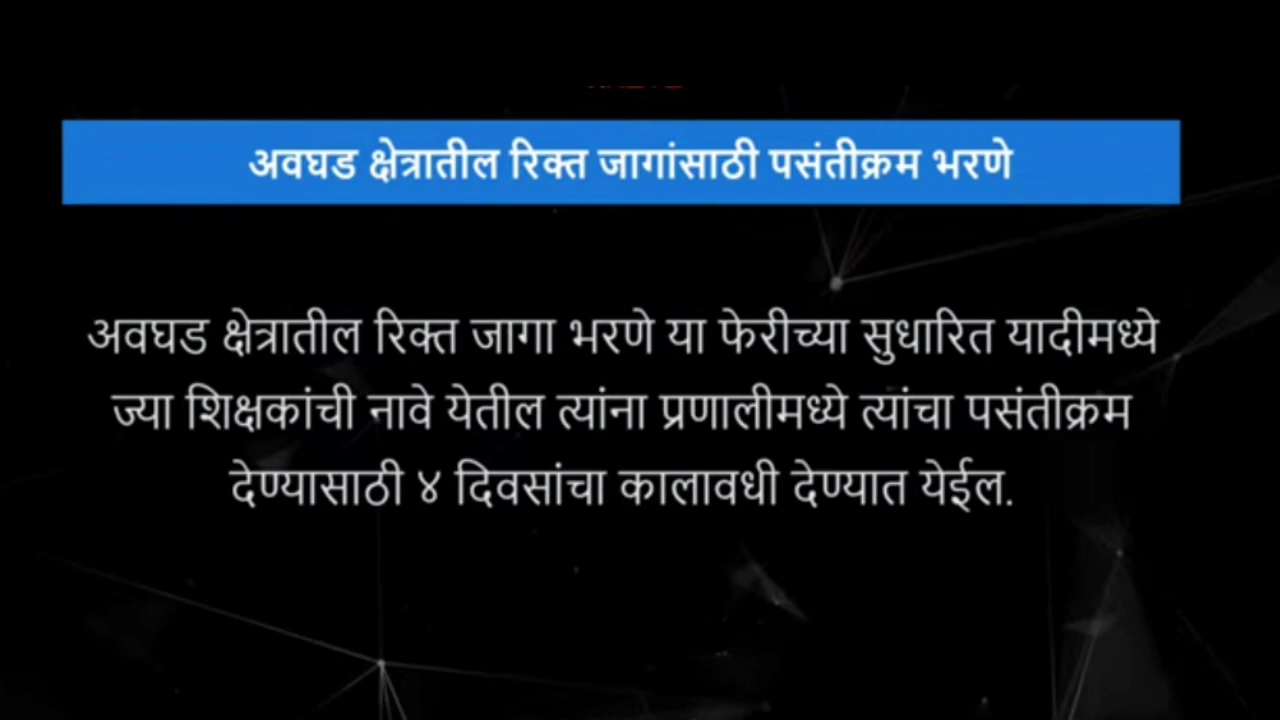 अवघड क्षेत्रातील रिक्त जागांसाठी पसंतीक्रम भरणे
अवघड क्षेत्रातील रिक्त जागा भरणे या फेरीच्या सुधारित यादीमध्ये
ज्या शिक्षकांची नावे येतील त्यांना प्रणालीमध्ये त्यांचा पसंतीक्रम
देण्यासाठी ४ दिवसांचा कालावधी देण्यात येईल.